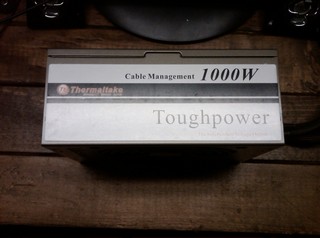 Cable Management 1000W
Thermaltake
Toughpower